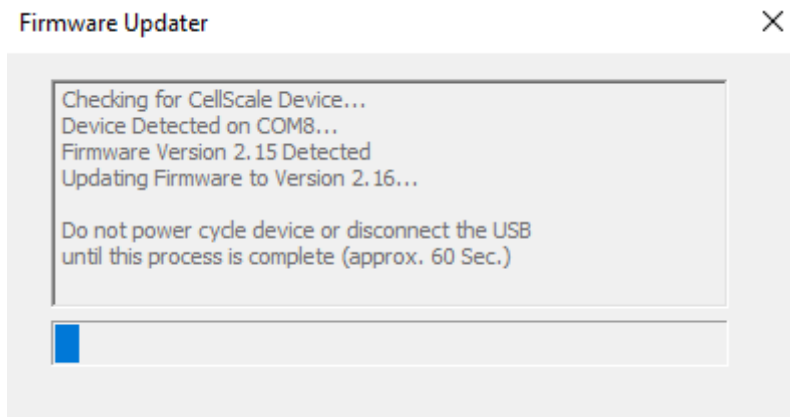 Firmware Updater
Checking for CellScale Device...
Device Detected on COM8...
Firmware Version 2.15 Detected
Updating Firmware to Version 2.16...
Do not power cycle device or disconnect the USB
until this process is complete (approx. 60 Sec.)